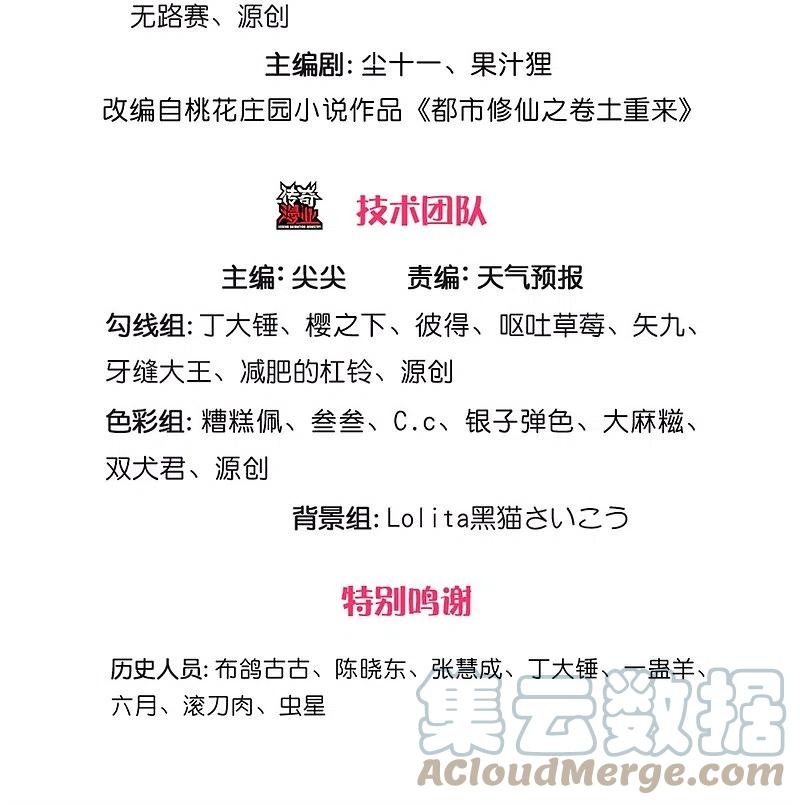 无路赛、源创
主编剧: 尘十一、果汁狸
改编自桃花庄园小说作品《都市修仙之卷土重来》
传奇漫业
技术团队
主编: 尖尖 责编: 天气预报
勾线组: 丁大锤、樱之下、彼得、呕吐草莓、矢九、
牙缝大王、减肥的杠铃、源创
色彩组: 糟糕佩、叁叁、C.c、银子弹色、大麻糍、
双犬君、源创
背景组: Lolita黑猫さいこう
特别鸣谢
历史人员: 布鸽古古、陈晓东、张慧成、丁大锤、一蛊羊、
六月、滚刀肉、虫星
集云数据
ACloudMerge.com